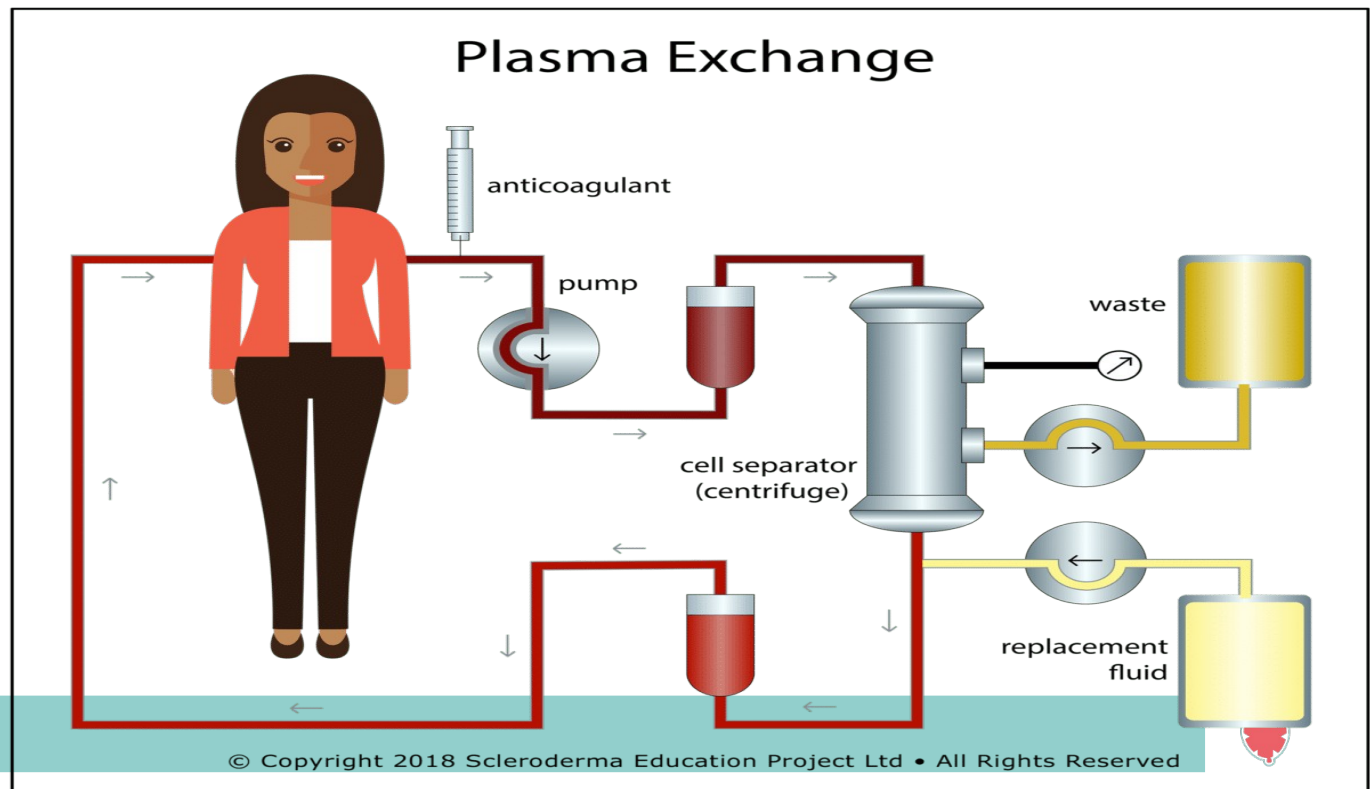 Plasma Exchange
anticoagulant
pump
waste
cell separator
(centrifuge)
replacement
fluid
© Copyright 2018 Scleroderma Education Project Ltd • All Rights Reserved